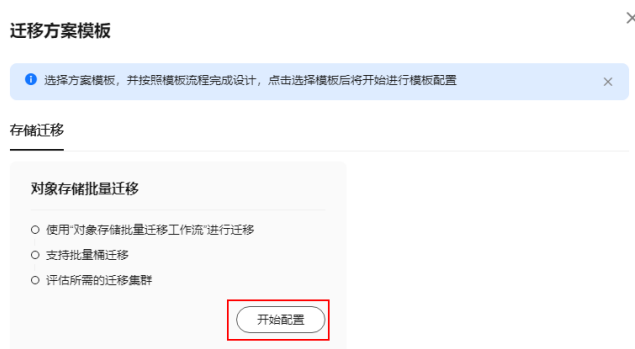 迁移方案模板
选择方案模板，并按照模板流程完成设计，点击选择模板后将开始进行模板配置
存储迁移
对象存储批量迁移
使用“对象存储批量迁移工作流”进行迁移
支持批量桶迁移
评估所需的迁移集群
开始配置